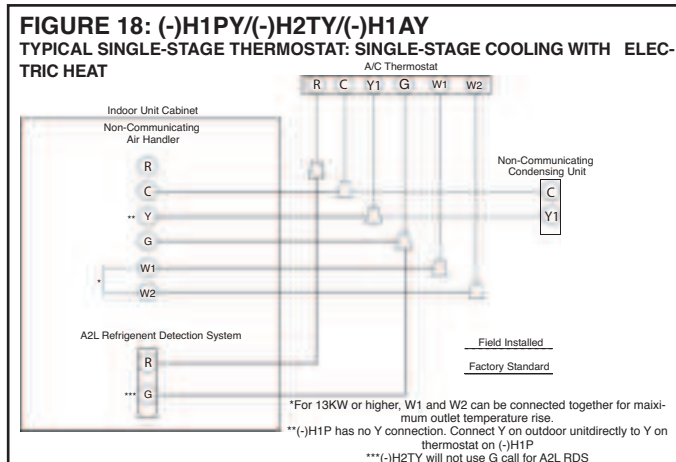 FIGURE 18: (-)H1PY/(-)H2TY/(-)H1AY
TYPICAL SINGLE-STAGE THERMOSTAT: SINGLE-STAGE COOLING WITH ELEC-
TRIC HEAT
A/C Thermostat
R C Y1 G W1 W2
Indoor Unit Cabinet
Non-Communicating
Air Handler
R
C
** Y
G
W1
*
W2
Non-Communicating
Condensing Unit
C
Y1
A2L Refrigenent Detection System
R
*** G
Field Installed
Factory Standard
*For 13KW or higher, W1 and W2 can be connected together for maixi-
mum outlet temperature rise.
**(-)H1P has no Y connection. Connect Y on outdoor unitdirectly to Y on
thermostat on (-)H1P
***(-)H2TY will not use G call for A2L RDS